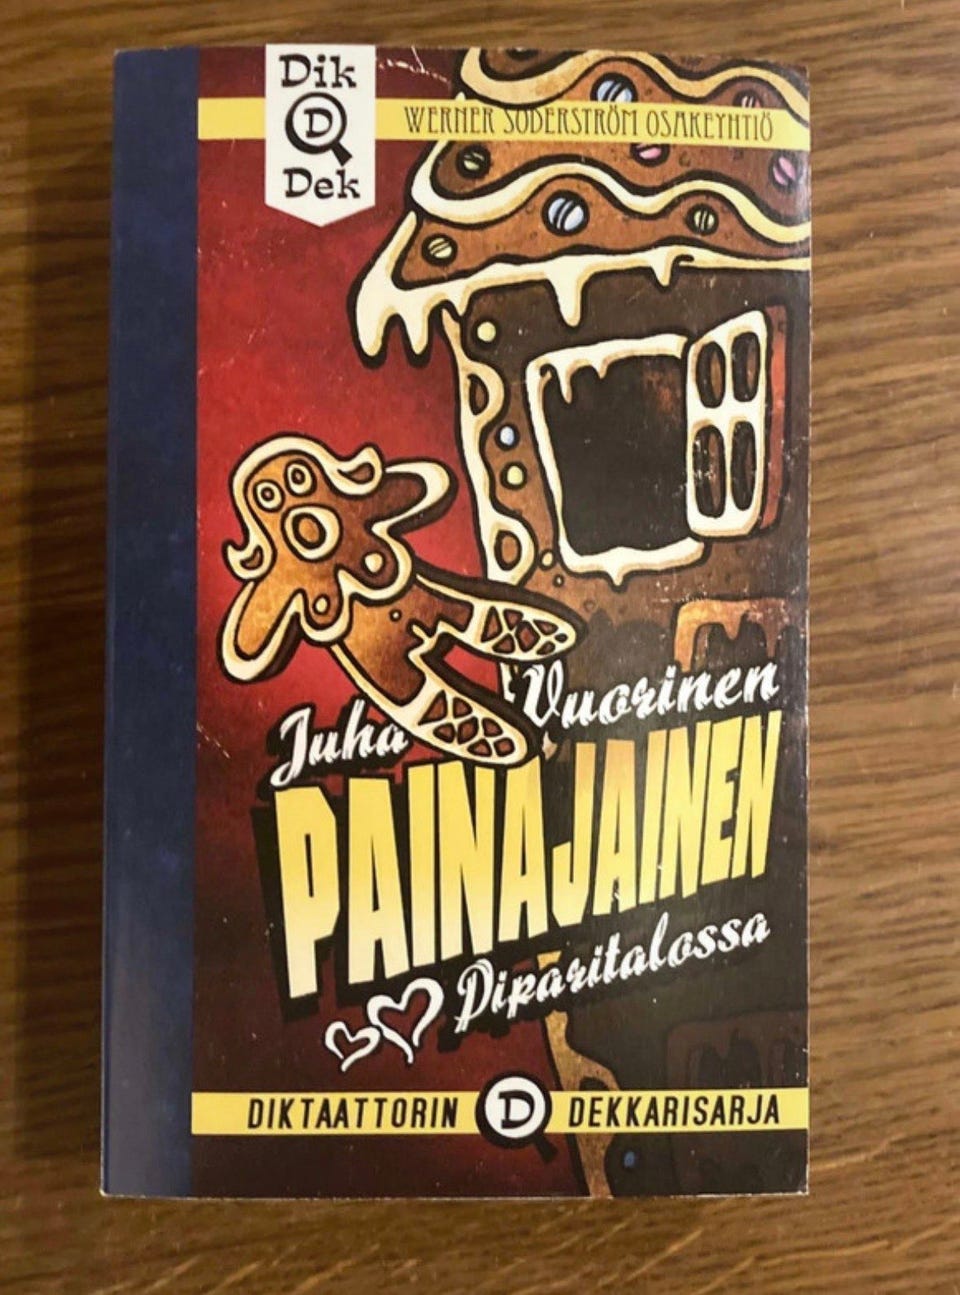 Dik
D
Dek
WERNER SÖDERSTRÖM OSAKEYHTIÖ
Juha Vuorinen
PAINAJAINEN
Piparitalossa
DIKTAATTORIN D DEKKARISARJA